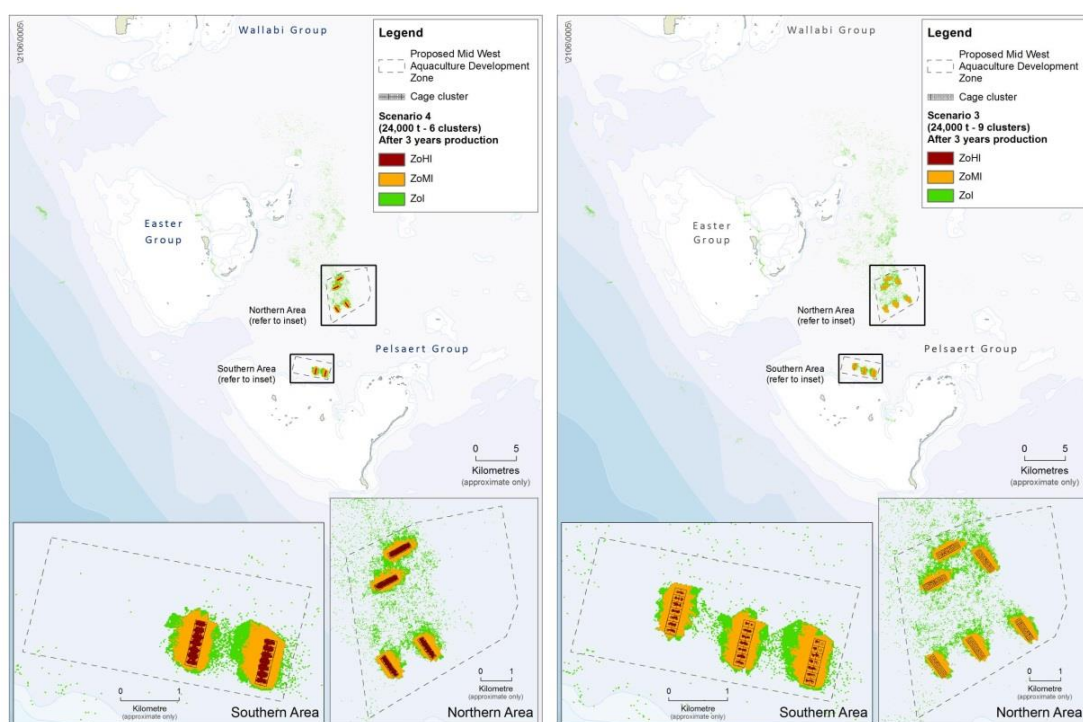 \2106\0005\
Wallabi Group
Legend
Proposed Mid West
Aquaculture Development
Zone
Cage cluster
Scenario 4
(24,000 t - 6 clusters)
After 3 years production
ZoHI
ZoMI
ZoI
Easter
Group
Northern Area
(refer to inset)
Pelsaert Group
Southern Area
(refer to inset)
0 5
Kilometres
(approximate only)
0 1
Kilometre
(approximate only)
Southern Area
0 1
Kilometre
(approximate only)
Northern Area
\2106\0005\
Wallabi Group
Legend
Proposed Mid West
Aquaculture Development
Zone
Cage cluster
Scenario 3
(24,000 t - 9 clusters)
After 3 years production
ZoHI
ZoMI
ZoI
Easter
Group
Northern Area
(refer to inset)
Pelsaert Group
Southern Area
(refer to inset)
0 5
Kilometres
(approximate only)
0 1
Kilometre
(approximate only)
Southern Area
0 1
Kilometre
(approximate only)
Northern Area